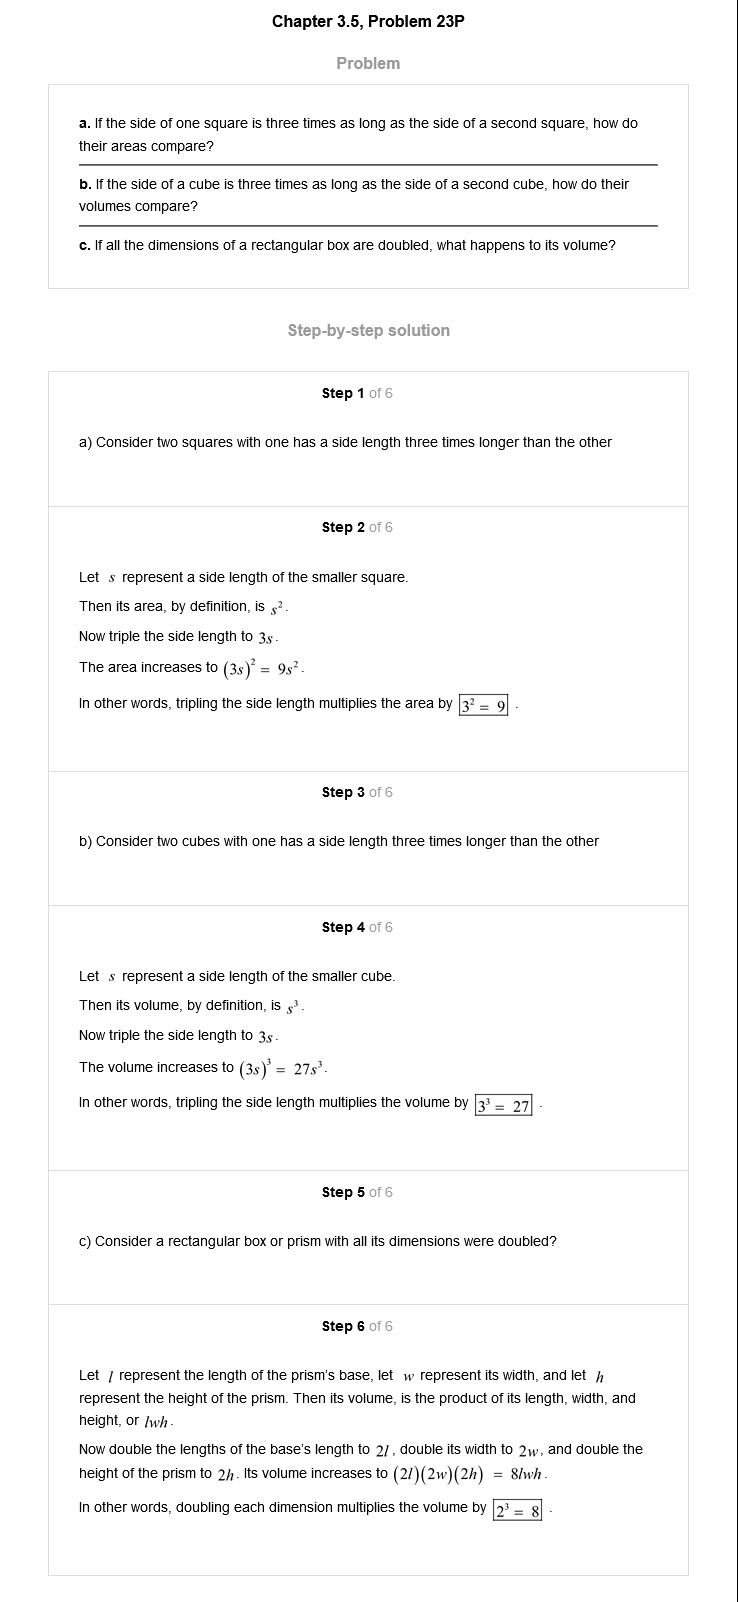 Chapter 3.5, Problem 23P
Problem
a. If the side of one square is three times as long as the side of a second square, how do
their areas compare?
b. If the side of a cube is three times as long as the side of a second cube, how do their
volumes compare?
c. If all the dimensions of a rectangular box are doubled, what happens to its volume?
Step-by-step solution
Step 1 of 6
a) Consider two squares with one has a side length three times longer than the other
Step 2 of 6
Let s represent a side length of the smaller square.
Then its area, by definition, is s².
Now triple the side length to 3s.
The area increases to (3s)² = 9s².
In other words, tripling the side length multiplies the area by 3² = 9 .
Step 3 of 6
b) Consider two cubes with one has a side length three times longer than the other
Step 4 of 6
Let s represent a side length of the smaller cube.
Then its volume, by definition, is s³.
Now triple the side length to 3s.
The volume increases to (3s)³ = 27s³.
In other words, tripling the side length multiplies the volume by 3³ = 27 .
Step 5 of 6
c) Consider a rectangular box or prism with all its dimensions were doubled?
Step 6 of 6
Let l represent the length of the prism's base, let w represent its width, and let h
represent the height of the prism. Then its volume, is the product of its length, width, and
height, or lwh.
Now double the lengths of the base's length to 2l, double its width to 2w, and double the
height of the prism to 2h. Its volume increases to (2l)(2w)(2h) = 8lwh.
In other words, doubling each dimension multiplies the volume by 2³ = 8 .